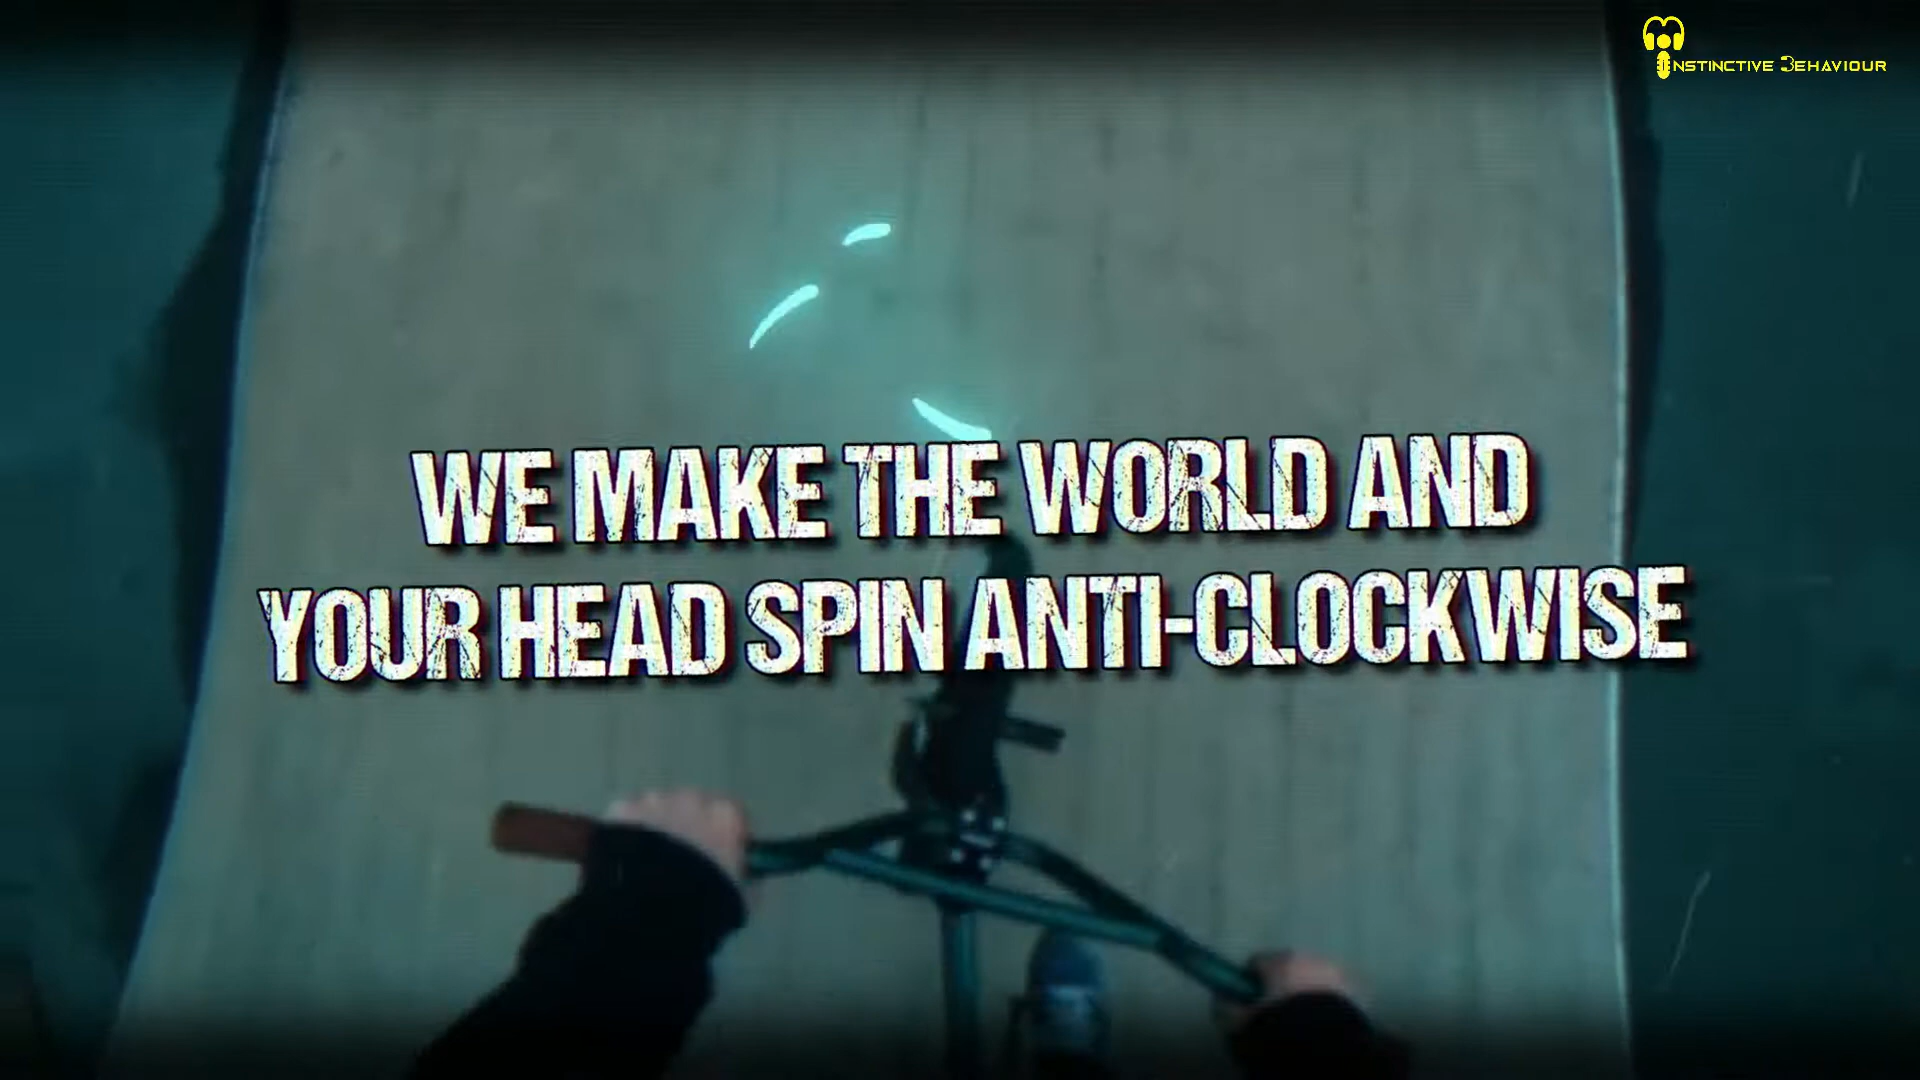 INSTINCTIVE BEHAVIOUR
WE MAKE THE WORLD AND
YOUR HEAD SPIN ANTI-CLOCKWISE